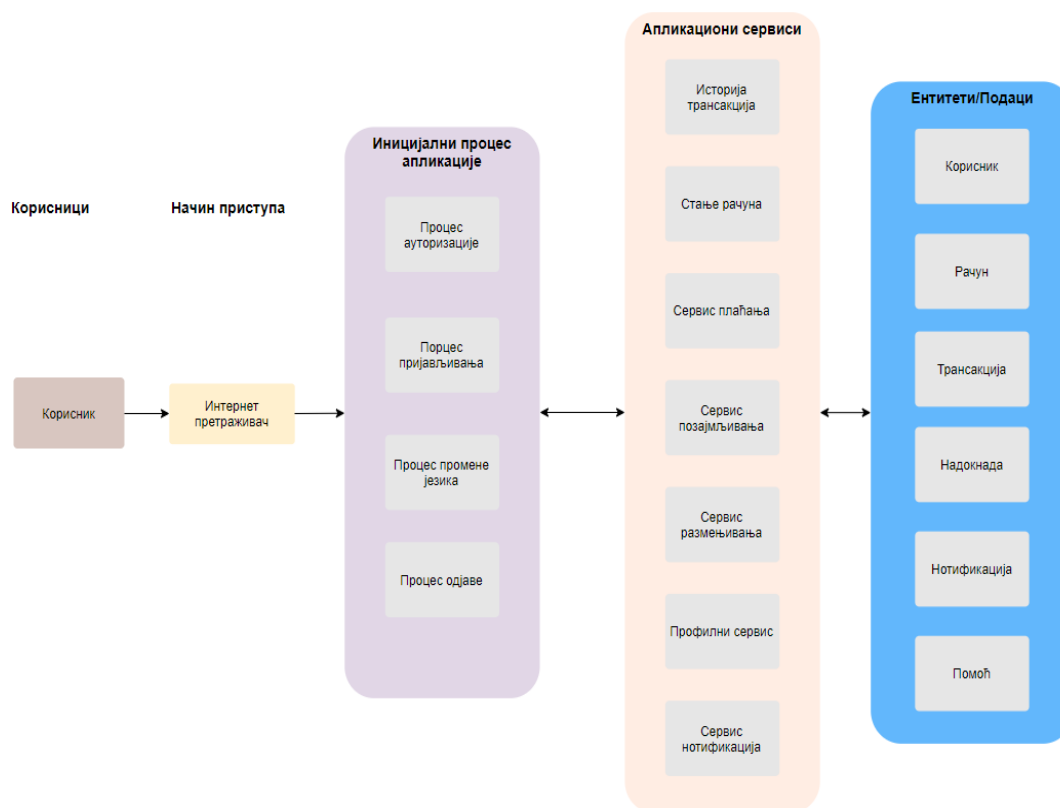 Корисници
Начин приступа
Корисник
Интернет
претраживач
Иницијални процес
апликације
Процес
ауторизације
Порцес
пријављивања
Процес промене
језика
Процес одјаве
Апликациони сервиси
Историја
трансакција
Стање рачуна
Сервис плаћања
Сервис
позајмљивања
Сервис
размењивања
Профилни сервис
Сервис
нотификација
Ентитети/Подаци
Корисник
Рачун
Трансакција
Надокнада
Нотификација
Помоћ